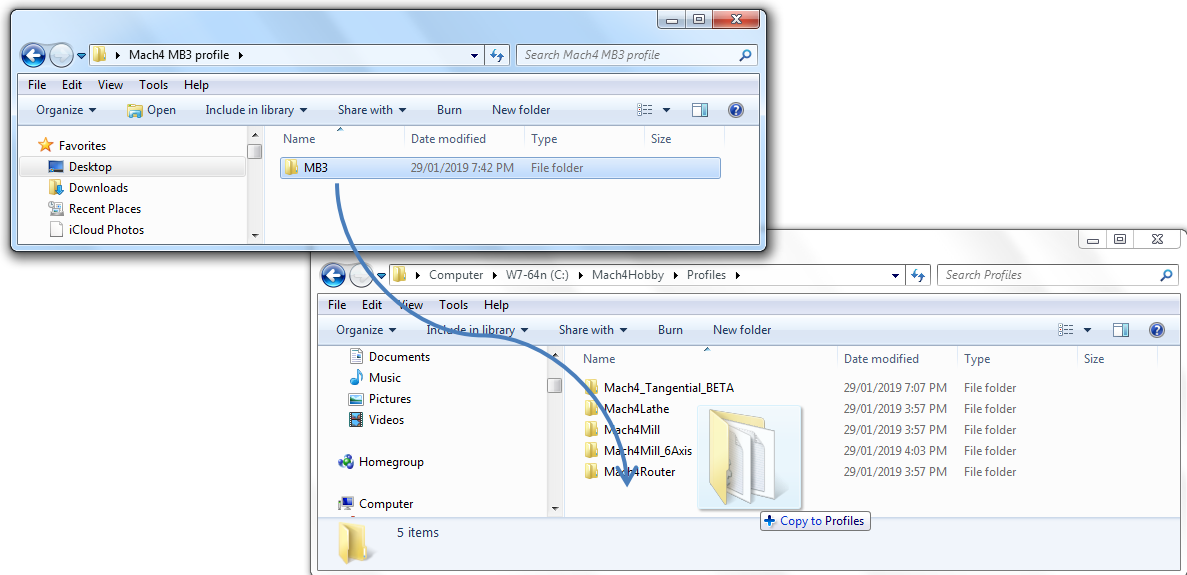 Mach4 MB3 profile
Search Mach4 MB3 profile
File Edit View Tools Help
Organize Open Include in library Share with Burn New folder
Name Date modified Type Size
Favorites
Desktop
Downloads
Recent Places
iCloud Photos
MB3 29/01/2019 7:42 PM File folder
Computer W7-64n (C:) Mach4Hobby Profiles
Search Profiles
File Edit View Tools Help
Organize Include in library Share with Burn New folder
Documents
Music
Pictures
Videos
Homegroup
Computer
Name Date modified Type Size
Mach4_Tangential_BETA 29/01/2019 7:07 PM File folder
Mach4Lathe 29/01/2019 3:57 PM File folder
Mach4Mill 29/01/2019 3:57 PM File folder
Mach4Mill_6Axis 29/01/2019 4:03 PM File folder
Mach4Router 29/01/2019 3:57 PM File folder
Copy to Profiles
5 items